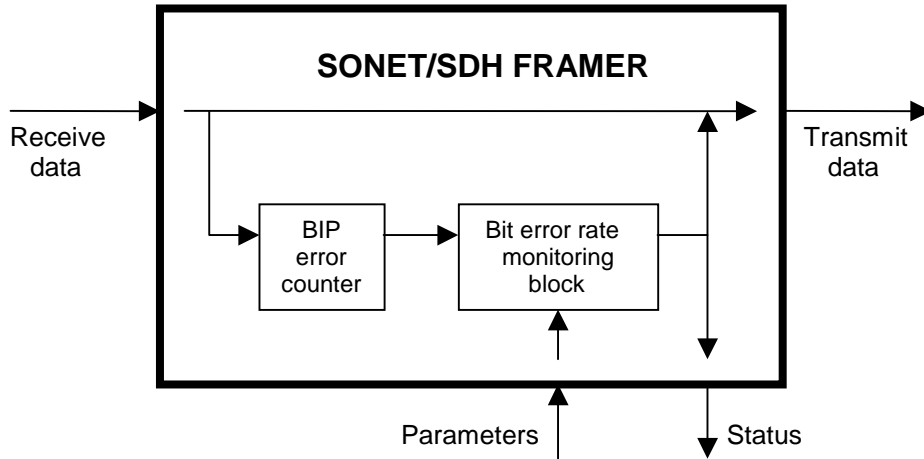 SONET/SDH FRAMER
Receive
data
Transmit
data
BIP
error
counter
Bit error rate
monitoring
block
Parameters
Status